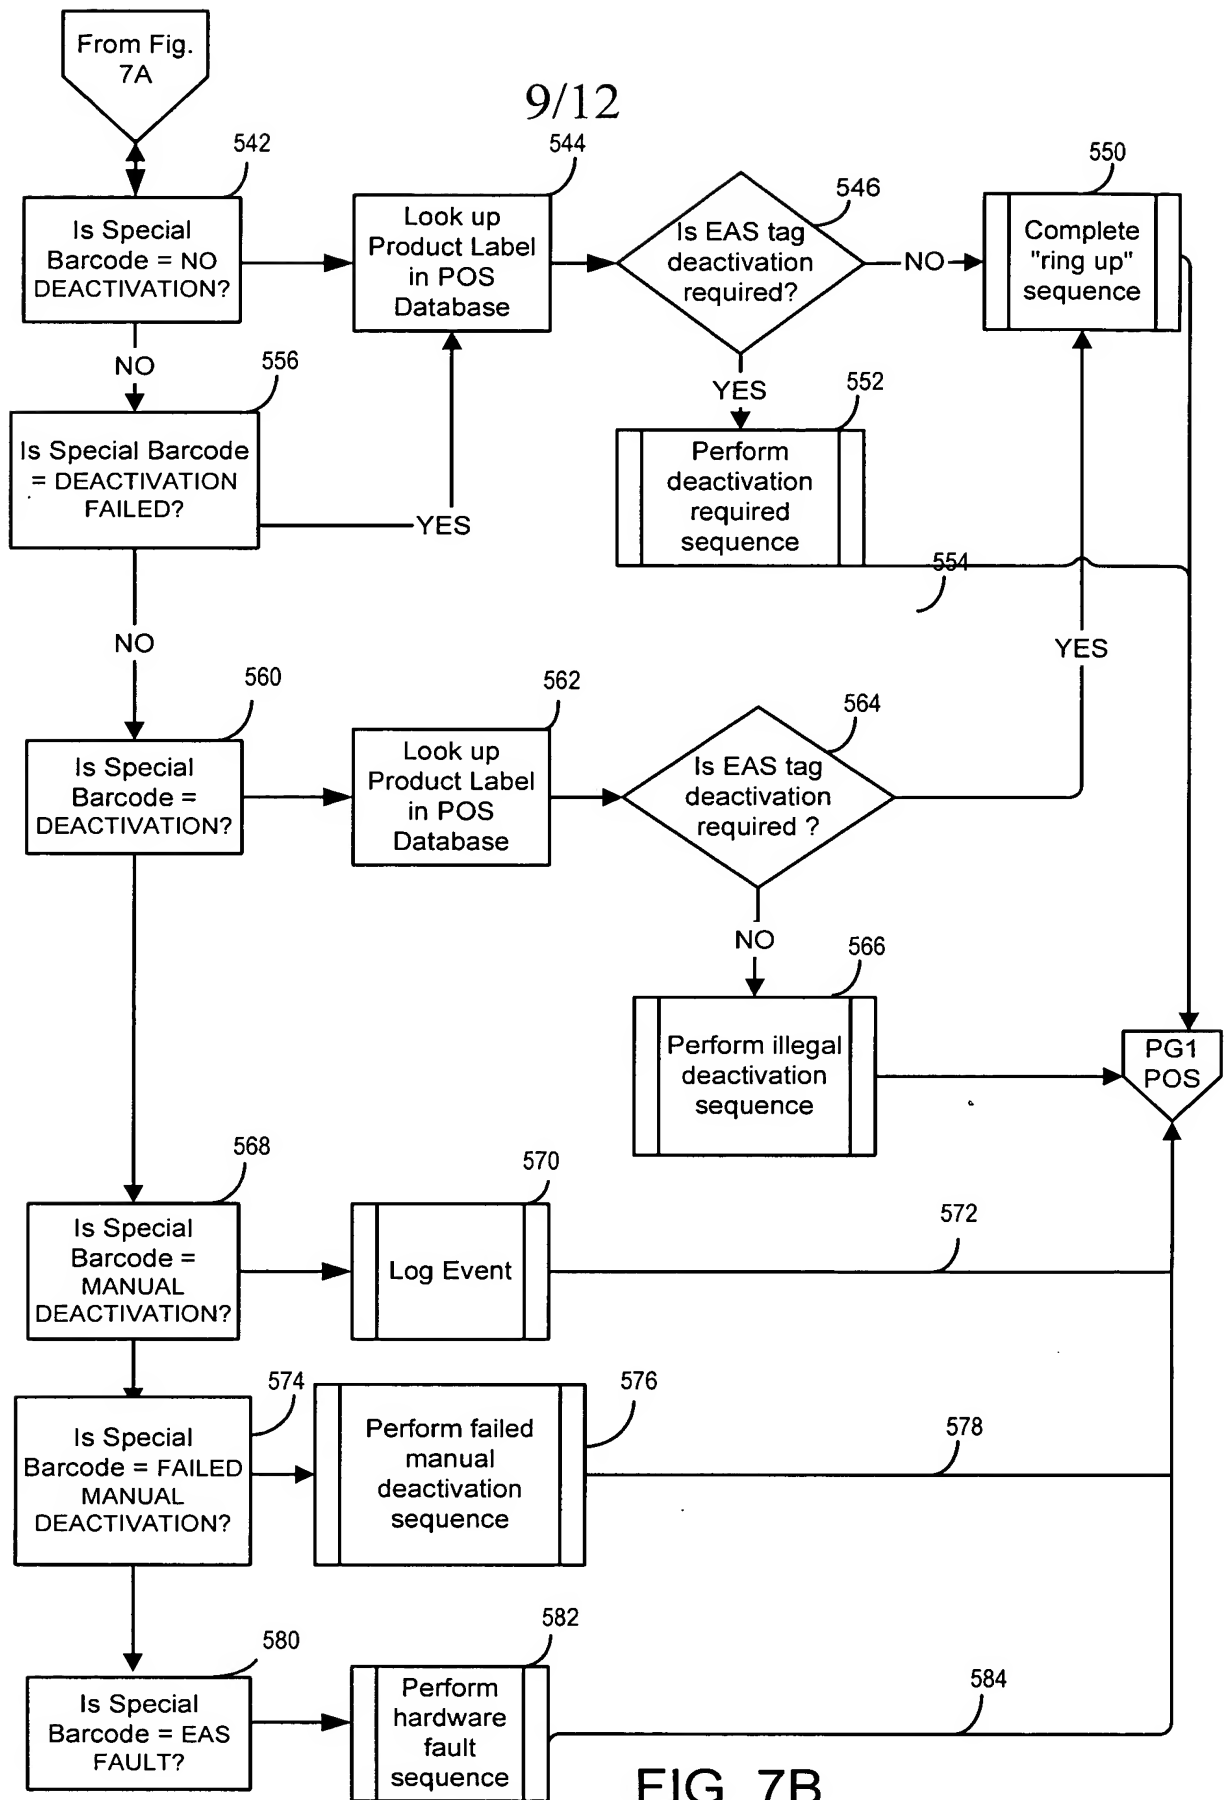 From Fig.
7A
9/12
542
544
546
550
Is Special
Barcode = NO
DEACTIVATION?
Look up
Product Label
in POS
Database
Is EAS tag
deactivation
required?
NO
Complete
"ring up"
sequence
NO
556
YES
552
Is Special Barcode
= DEACTIVATION
FAILED?
YES
Perform
deactivation
required
sequence
554
NO
YES
560
562
564
Is Special
Barcode =
DEACTIVATION?
Look up
Product Label
in POS
Database
Is EAS tag
deactivation
required ?
NO
566
Perform illegal
deactivation
sequence
PG1
POS
568
570
572
Is Special
Barcode =
MANUAL
DEACTIVATION?
Log Event
574
576
578
Is Special
Barcode = FAILED
MANUAL
DEACTIVATION?
Perform failed
manual
deactivation
sequence
580
582
584
Is Special
Barcode = EAS
FAULT?
Perform
hardware
fault
sequence
FIG. 7B